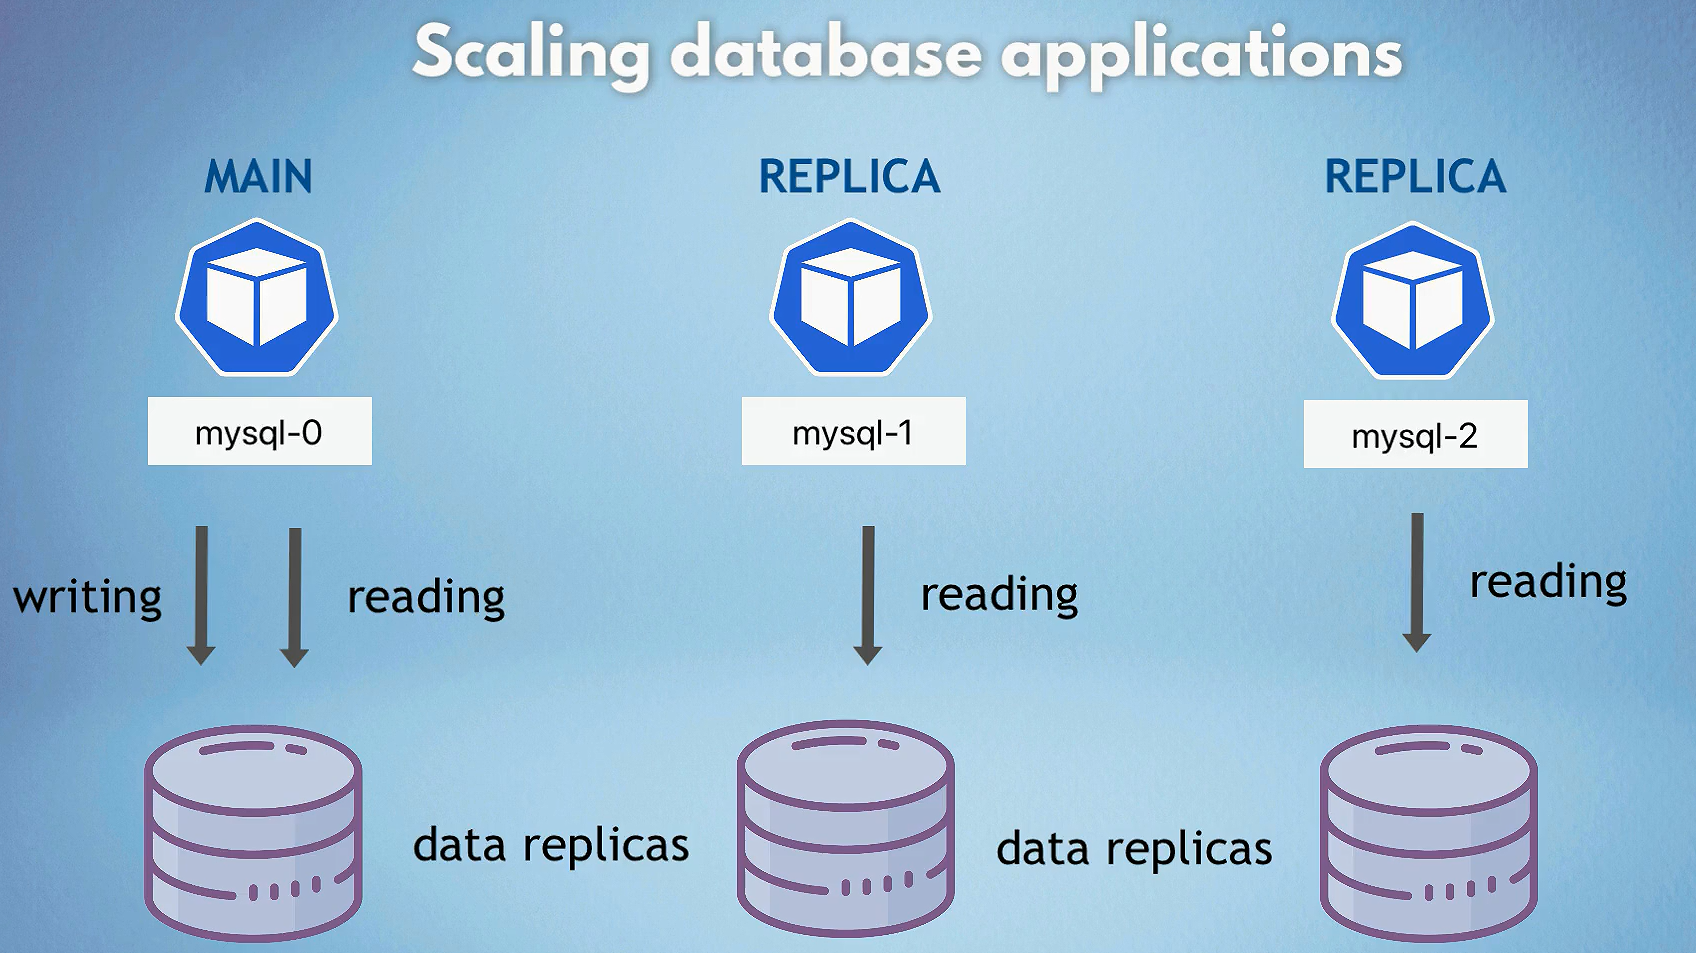 Scaling database applications
MAIN
REPLICA
REPLICA
mysql-0
mysql-1
mysql-2
writing
reading
reading
reading
data replicas
data replicas